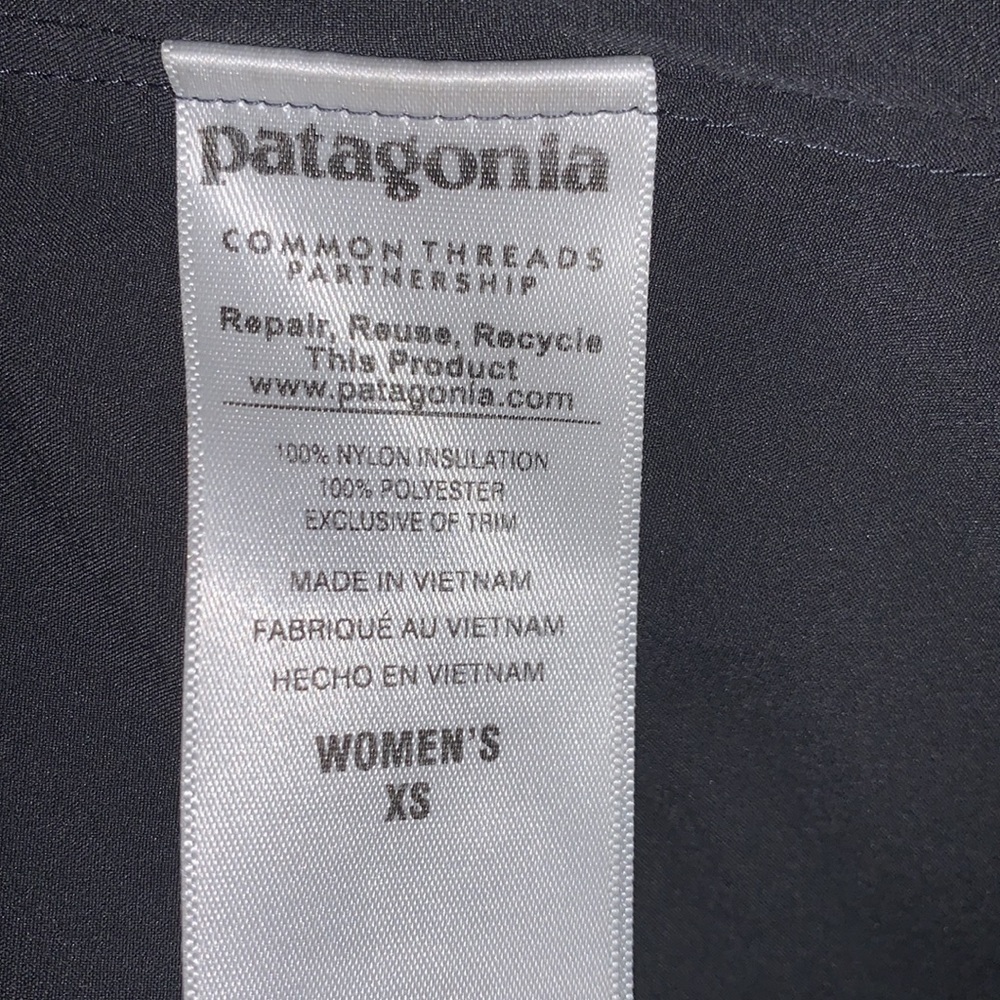 patagonia
COMMON THREADS
PARTNERSHIP
Repair, Reuse, Recycle
This Product
www.patagonia.com
100% NYLON INSULATION
100% POLYESTER
EXCLUSIVE OF TRIM
MADE IN VIETNAM
FABRIQUÉ AU VIETNAM
HECHO EN VIETNAM
WOMEN'S
XS